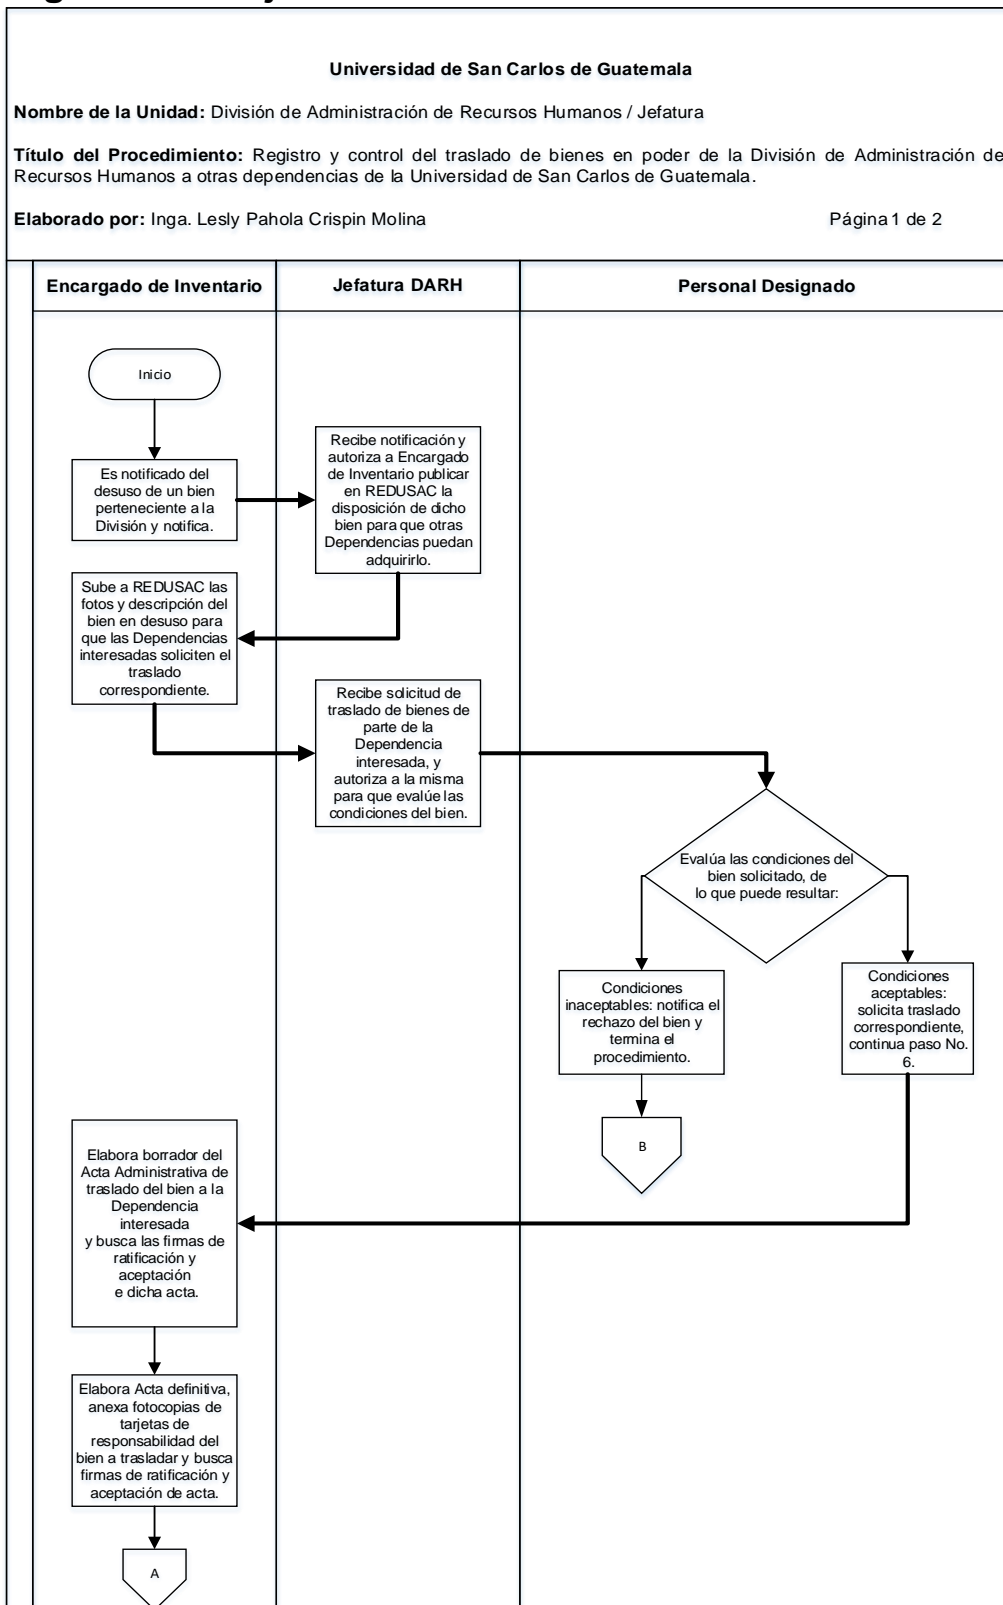 Universidad de San Carlos de Guatemala
Nombre de la Unidad: División de Administración de Recursos Humanos / Jefatura
Título del Procedimiento: Registro y control del traslado de bienes en poder de la División de Administración de
Recursos Humanos a otras dependencias de la Universidad de San Carlos de Guatemala.
Elaborado por: Inga. Lesly Pahola Crispin Molina
Página 1 de 2
Encargado de Inventario
Jefatura DARH
Personal Designado
Inicio
Es notificado del
desuso de un bien
perteneciente a la
División y notifica.
Recibe notificación y
autoriza a Encargado
de Inventario publicar
en REDUSAC la
disposición de dicho
bien para que otras
Dependencias puedan
adquirirlo.
Sube a REDUSAC las
fotos y descripción del
bien en desuso para
que las Dependencias
interesadas soliciten el
traslado
correspondiente.
Recibe solicitud de
traslado de bienes de
parte de la
Dependencia
interesada, y
autoriza a la misma
para que evalúe las
condiciones del bien.
Evalúa las condiciones del
bien solicitado, de
lo que puede resultar:
Condiciones
inaceptables: notifica el
rechazo del bien y
termina el
procedimiento.
Condiciones
aceptables:
solicita traslado
correspondiente,
continua paso No.
6.
B
Elabora borrador del
Acta Administrativa de
traslado del bien a la
Dependencia
interesada
y busca las firmas de
ratificación y
aceptación
e dicha acta.
Elabora Acta definitiva,
anexa fotocopias de
tarjetas de
responsabilidad del
bien a trasladar y busca
firmas de ratificación y
aceptación de acta.
A